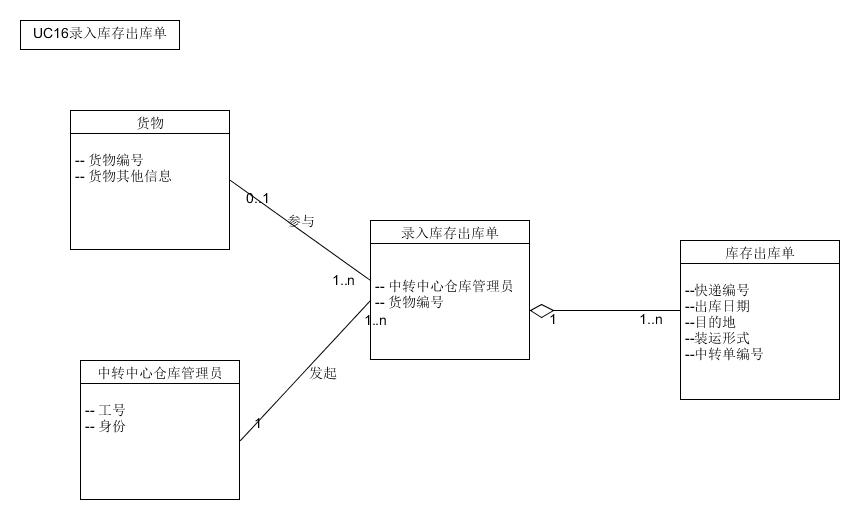 UC16录入库存出库单
货物
-- 货物编号
-- 货物其他信息
0..1
参与
1..n
录入库存出库单
-- 中转中心仓库管理员
-- 货物编号
1..n
1
1..n
库存出库单
--快递编号
--出库日期
--目的地
--装运形式
--中转单编号
发起
中转中心仓库管理员
-- 工号
-- 身份
1